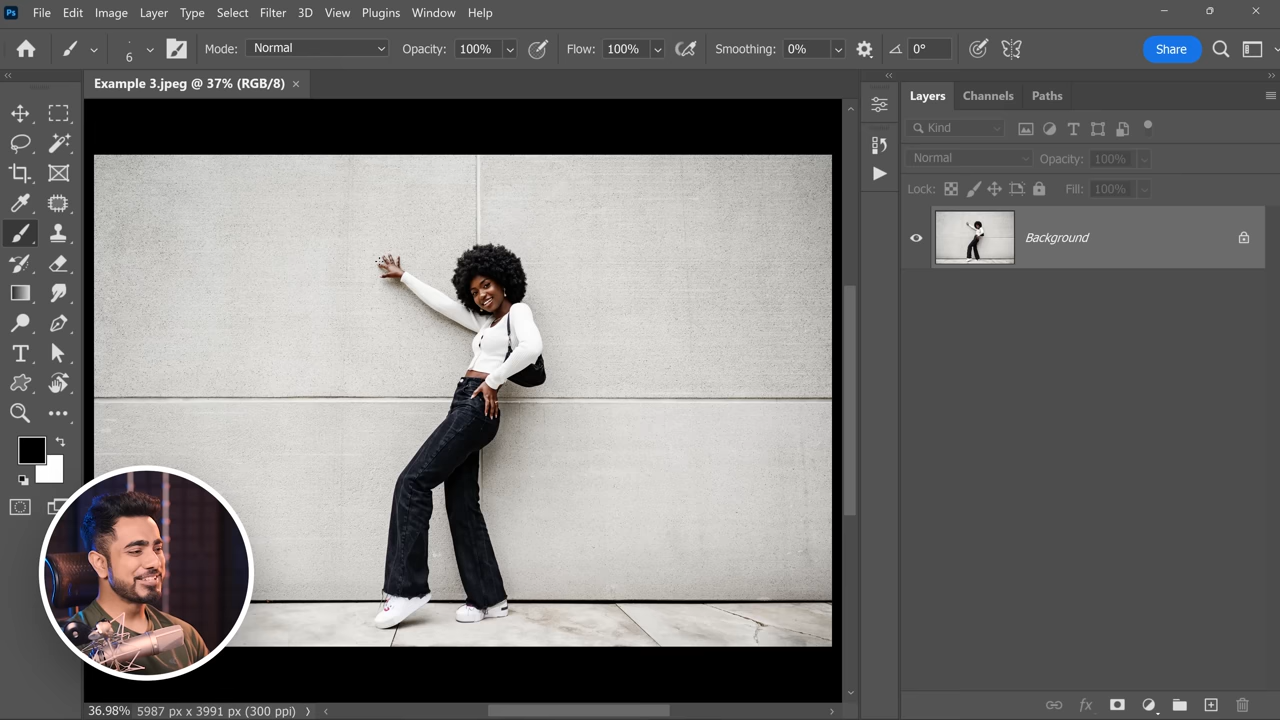 Ps File Edit Image Layer Type Select Filter 3D View Plugins Window Help
6 Mode: Normal Opacity: 100% Flow: 100% Smoothing: 0% 0° Share
Example 3.jpeg @ 37% (RGB/8) ×
Layers Channels Paths
Kind
Normal Opacity: 100%
Lock: Fill: 100%
Background
36.98% 5987 px x 3991 px (300 ppi)